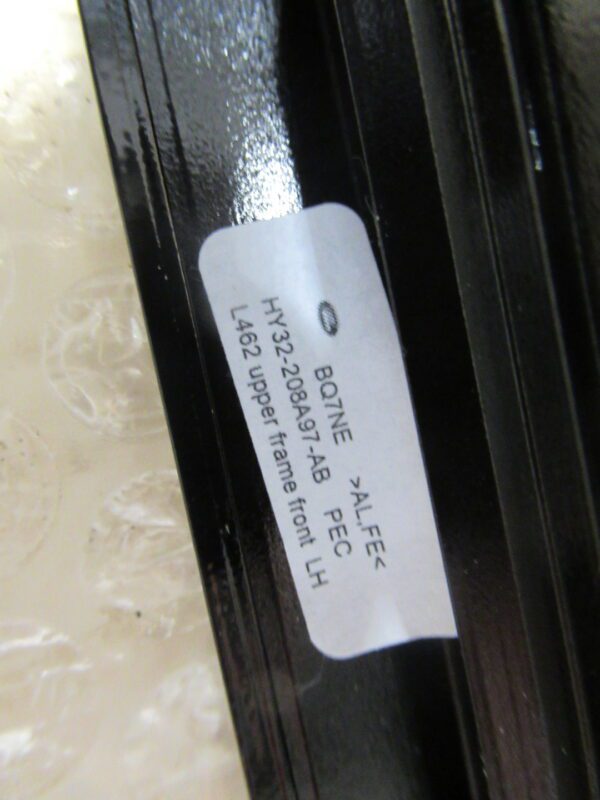 BQ7NE >AL,FE<
HY32-208A97-AB PEC
L462 upper frame front LH